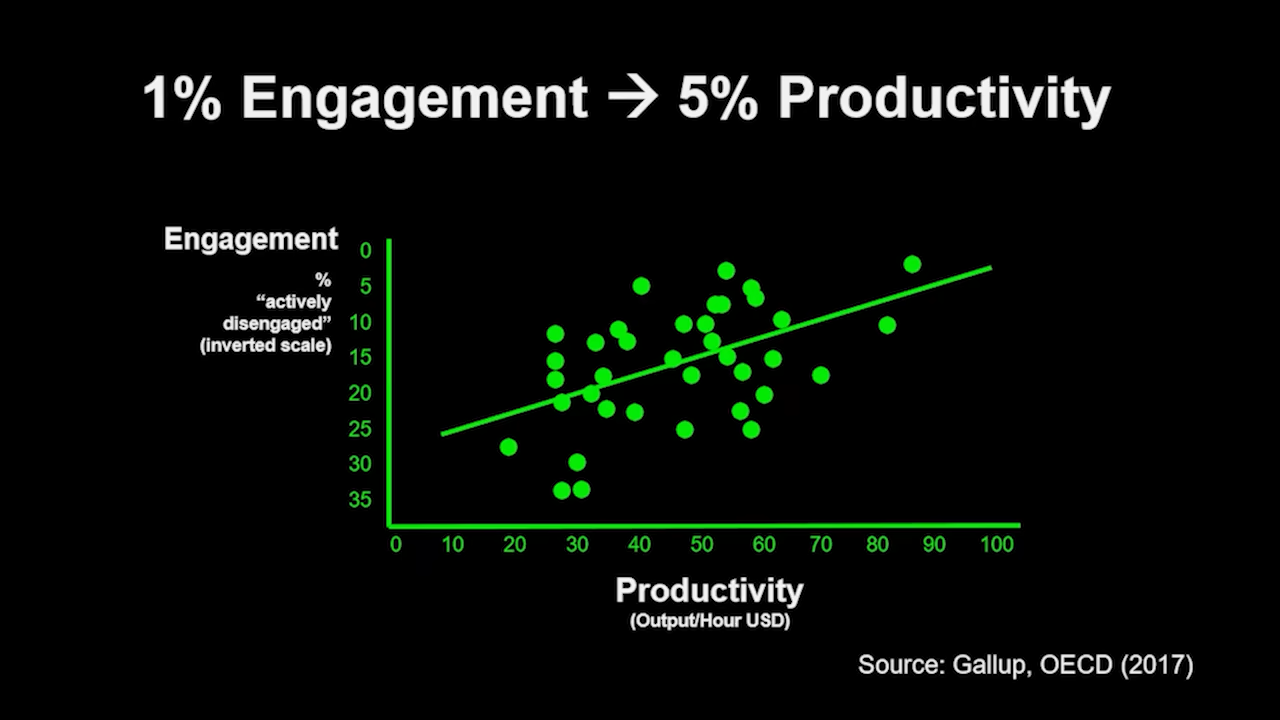 1% Engagement → 5% Productivity
Engagement
%
“actively
disengaged”
(inverted scale)
0
5
10
15
20
25
30
35
0 10 20 30 40 50 60 70 80 90 100
Productivity
(Output/Hour USD)
Source: Gallup, OECD (2017)